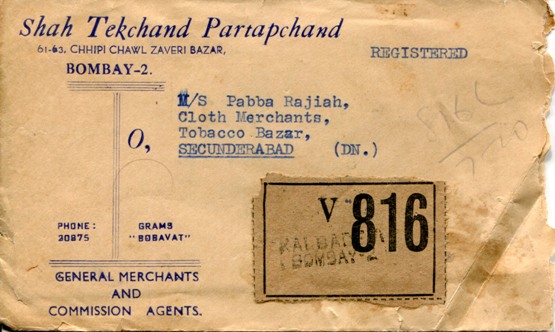 Shah Tekchand Partapchand
61-63, CHHIPI CHAWL ZAVERI BAZAR,
BOMBAY-2.
REGISTERED
TO,
M/S Pabba Rajiah,
Cloth Merchants,
Tobacco Bazar,
SECUNDERABAD (DN.)
V 816
BOMBAY-2
PHONE:
30875
GRAMS
"BOBAVAT"
GENERAL MERCHANTS
AND
COMMISSION AGENTS.